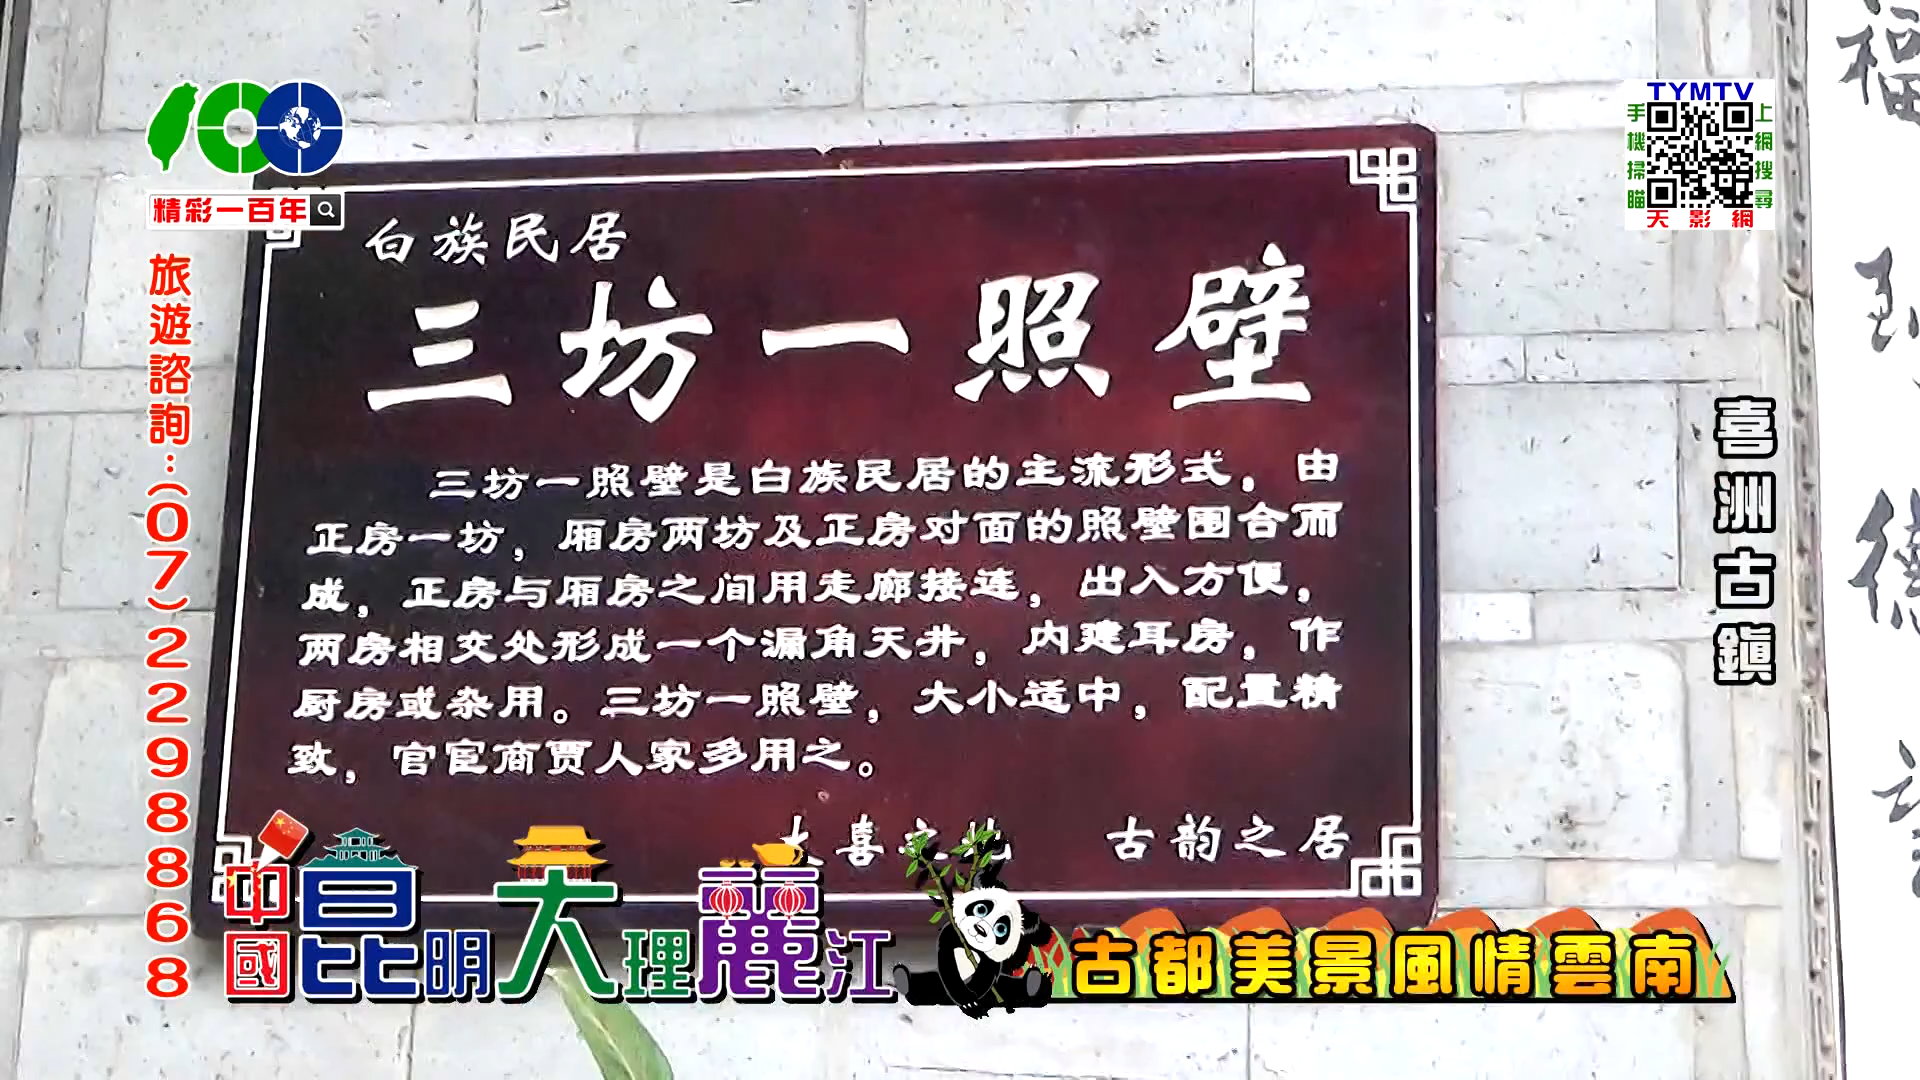 100
精彩一百年
旅遊諮詢:(07)2298868
TYMTV
手機掃瞄
上網搜尋
天影網
白族民居
三坊一照壁
三坊一照壁是白族民居的主流形式，由
正房一坊，厢房两坊及正房对面的照壁围合而
成，正房与厢房之间用走廊接连，出入方便，
两房相交处形成一个漏角天井，内建耳房，作
厨房或杂用。三坊一照壁，大小适中，配置精
致，官宦商贾人家多用之。
大喜之地 古韵之居
喜洲古鎮
福
德
中國昆明大理麗江
古都美景風情雲南